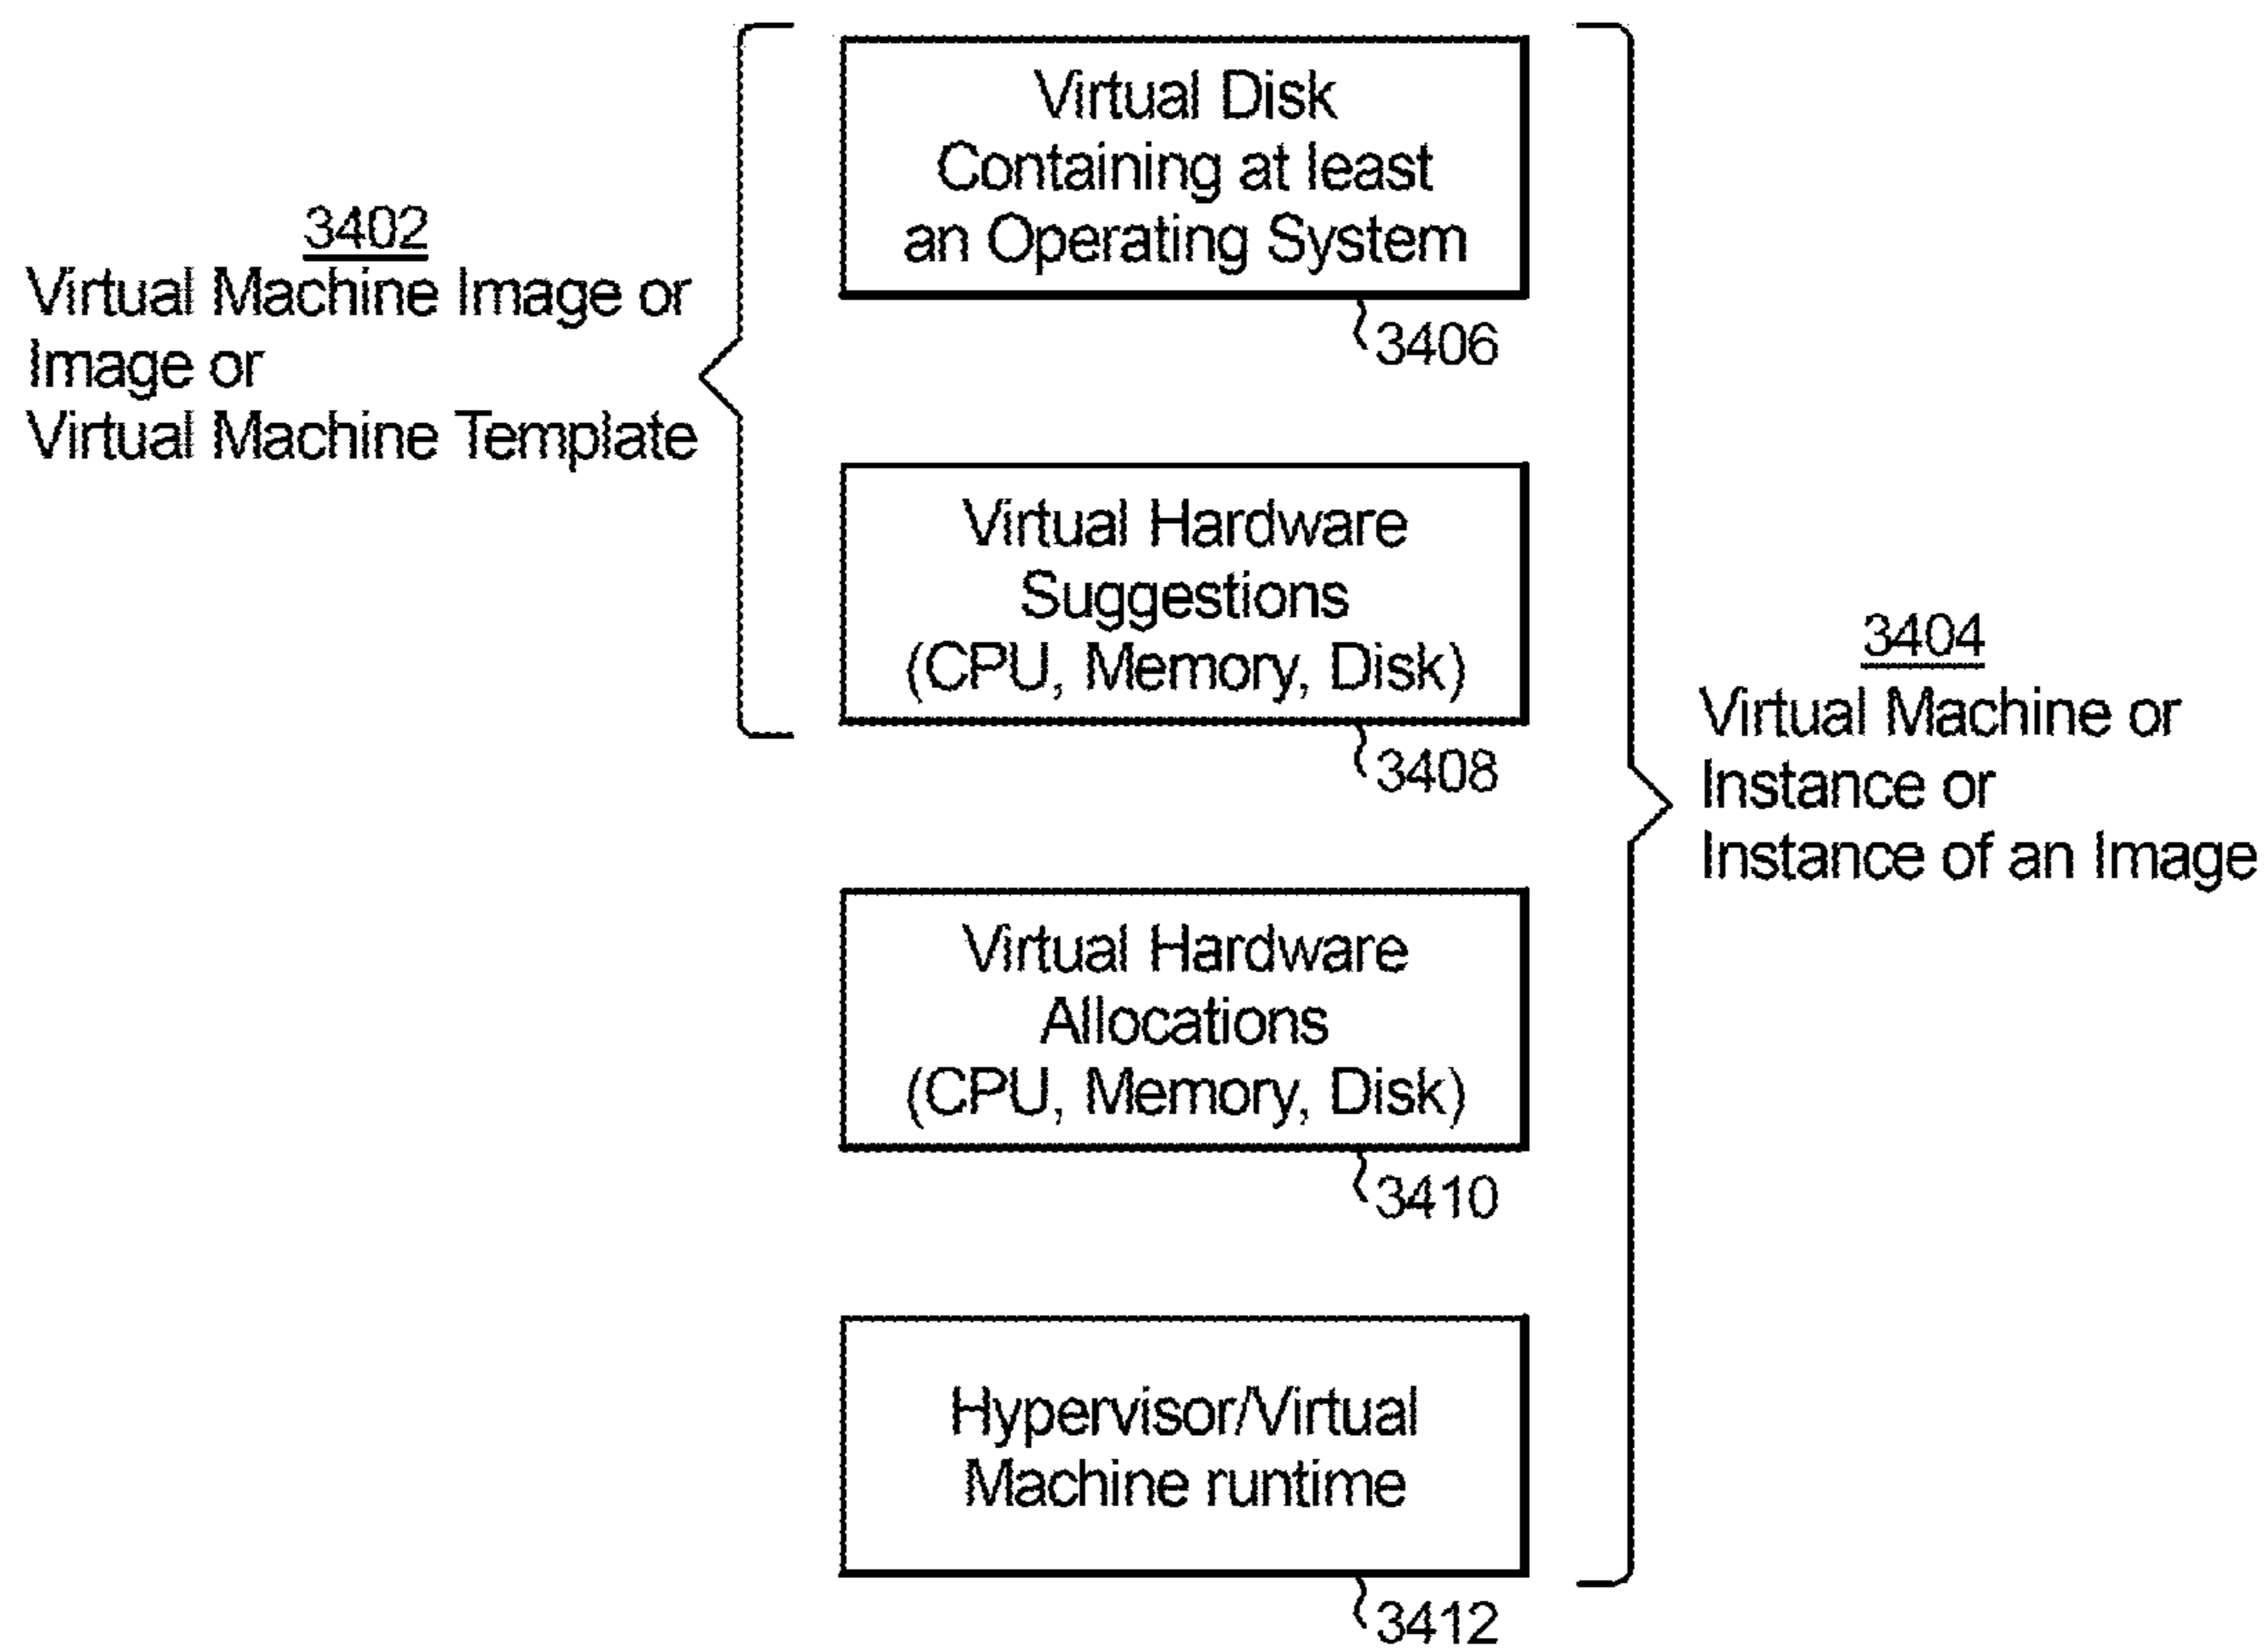 3402
Virtual Machine Image or
Image or
Virtual Machine Template
Virtual Disk
Containing at least
an Operating System
3406
Virtual Hardware
Suggestions
(CPU, Memory, Disk)
3408
Virtual Hardware
Allocations
(CPU, Memory, Disk)
3410
Hypervisor/Virtual
Machine runtime
3412
3404
Virtual Machine or
Instance or
Instance of an Image